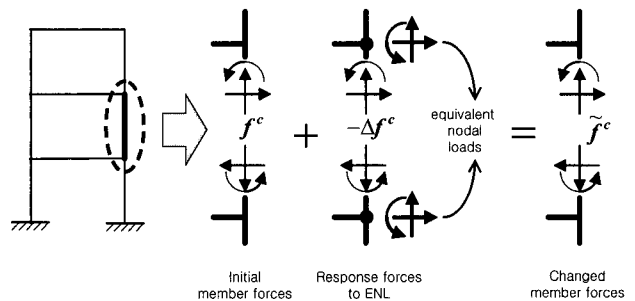 f^c + -Δf^c = f̃^c
equivalent
nodal
loads
Initial
member forces
Response forces
to ENL
Changed
member forces